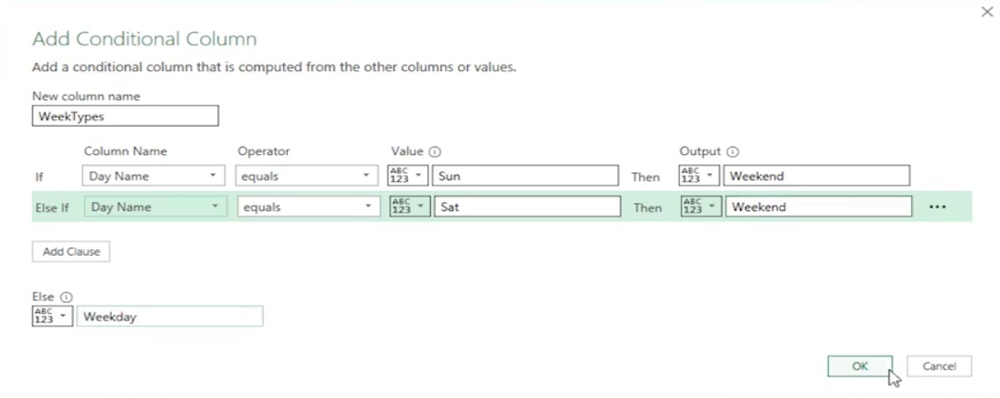 Add Conditional Column
Add a conditional column that is computed from the other columns or values.
New column name
WeekTypes
Column Name Operator Value Output
If Day Name equals ABC 123 Sun Then ABC 123 Weekend
Else If Day Name equals ABC 123 Sat Then ABC 123 Weekend ...
Add Clause
Else
ABC 123 Weekday
OK Cancel